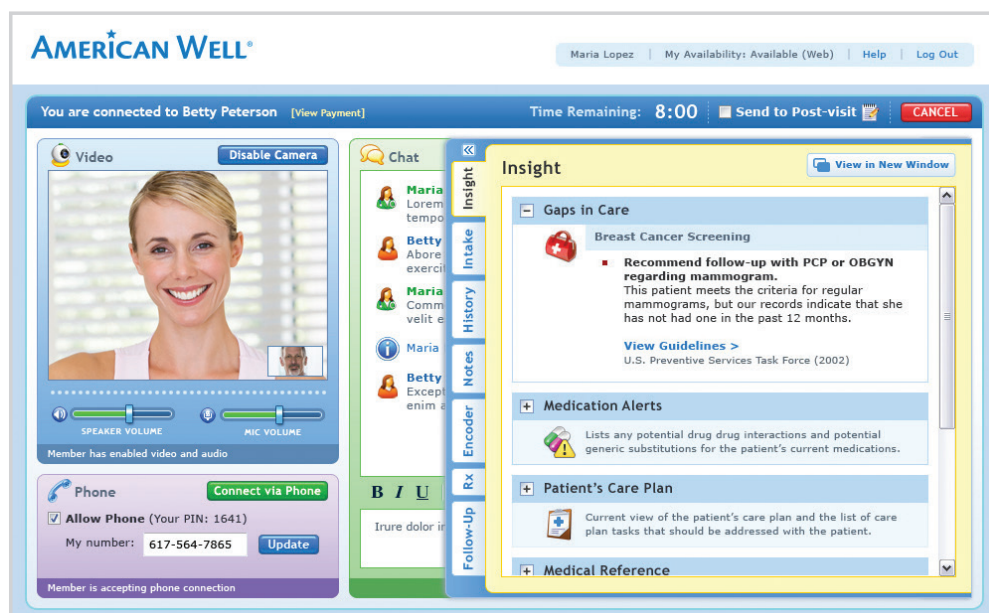 AMERICAN WELL®
Maria Lopez | My Availability: Available (Web) | Help | Log Out
You are connected to Betty Peterson [View Payment]
Time Remaining: 8:00
Send to Post-visit
CANCEL
Video
Disable Camera
SPEAKER VOLUME
MIC VOLUME
Member has enabled video and audio
Phone
Connect via Phone
Allow Phone (Your PIN: 1641)
My number: 617-564-7865 Update
Member is accepting phone connection
Chat
Maria
Lorem
tempo
Betty
Abore
exercit
Maria
Comm
velit e
Maria
Betty
Except
enim a
B I U
Irure dolor in
Insight
Intake
History
Notes
Encoder
Rx
Follow-Up
Insight
View in New Window
Gaps in Care
Breast Cancer Screening
Recommend follow-up with PCP or OBGYN
regarding mammogram.
This patient meets the criteria for regular
mammograms, but our records indicate that she
has not had one in the past 12 months.
View Guidelines >
U.S. Preventive Services Task Force (2002)
Medication Alerts
Lists any potential drug drug interactions and potential
generic substitutions for the patient's current medications.
Patient's Care Plan
Current view of the patient's care plan and the list of care
plan tasks that should be addressed with the patient.
Medical Reference